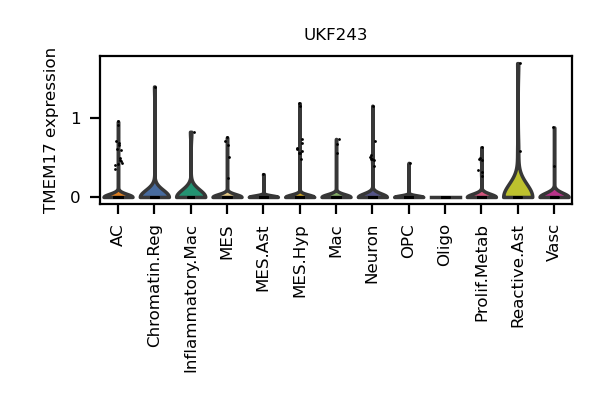 UKF243
TMEM17 expression
1
0
AC
Chromatin.Reg
Inflammatory.Mac
MES
MES.Ast
MES.Hyp
Mac
Neuron
OPC
Oligo
Prolif.Metab
Reactive.Ast
Vasc